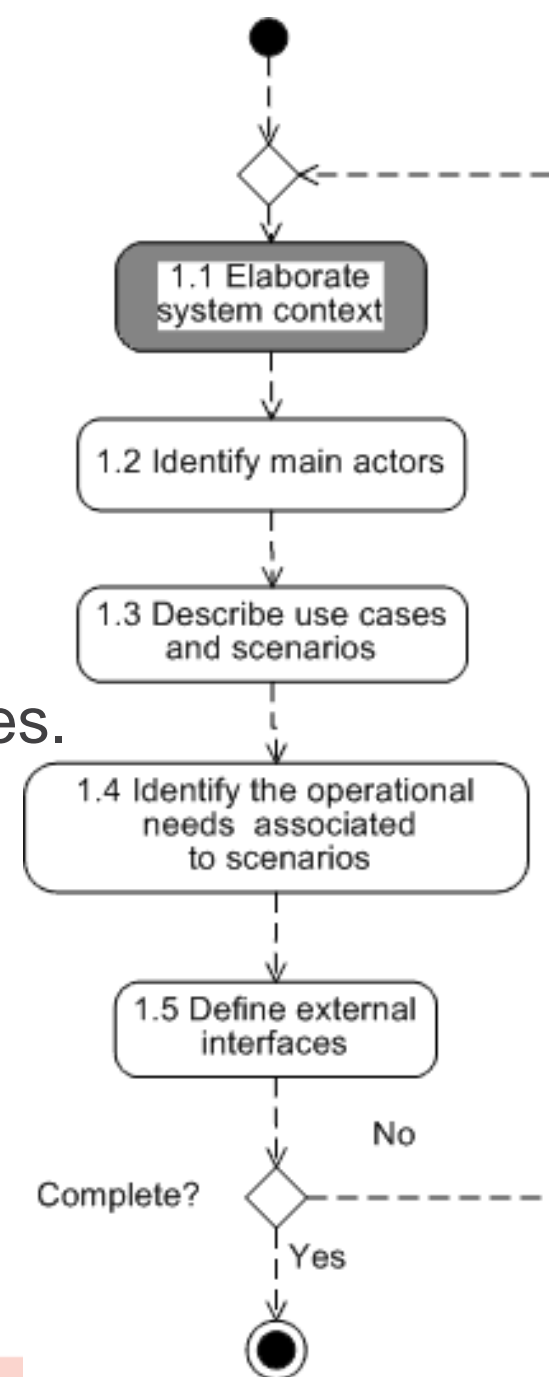 1.1 Elaborate
system context
1.2 Identify main actors
1.3 Describe use cases
and scenarios
es.
1.4 Identify the operational
needs associated
to scenarios
1.5 Define external
interfaces
No
Complete?
Yes